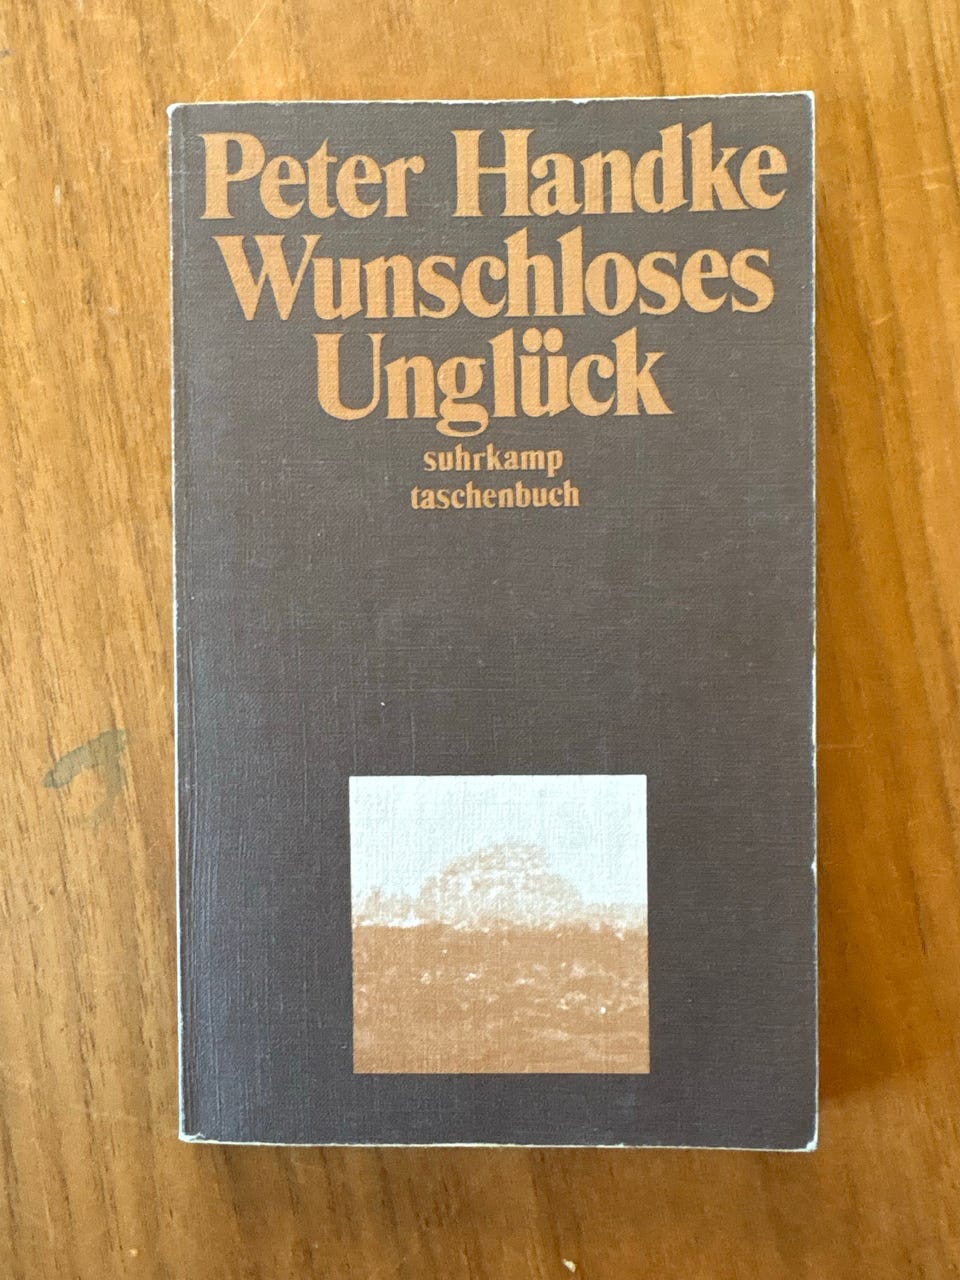 Peter Handke
Wunschloses
Unglück
suhrkamp
taschenbuch